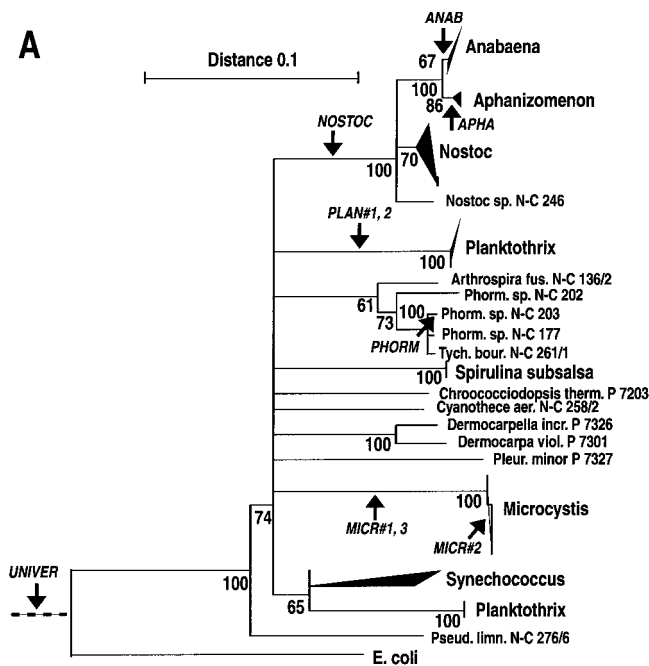 A
Distance 0.1
ANAB
67
Anabaena
100
86
Aphanizomenon
APHA
NOSTOC
100
70
Nostoc
Nostoc sp. N-C 246
PLAN#1, 2
100
Planktothrix
Arthrospira fus. N-C 136/2
61
Phorm. sp. N-C 202
73
100
Phorm. sp. N-C 203
PHORM
Phorm. sp. N-C 177
Tych. bour. N-C 261/1
100
Spirulina subsalsa
Chroococcidiopsis therm. P 7203
Cyanothece aer. N-C 258/2
Dermocarpella incr. P 7326
100
Dermocarpa viol. P 7301
Pleur. minor P 7327
74
100
Microcystis
MICR#1, 3
MICR#2
UNIVER
100
Synechococcus
65
100
Planktothrix
Pseud. limn. N-C 276/6
E. coli